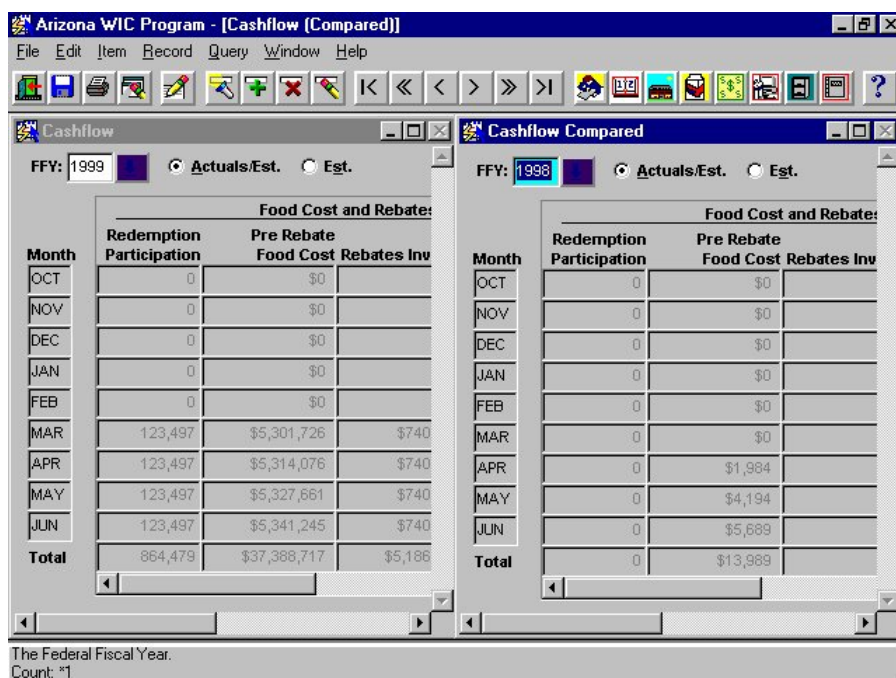 Arizona WIC Program - [Cashflow (Compared)]
File Edit Item Record Query Window Help
Cashflow
FFY: 1999 Actuals/Est. Est.
Food Cost and Rebates
Month Redemption Participation Pre Rebate Food Cost Rebates Inv
OCT 0 $0
NOV 0 $0
DEC 0 $0
JAN 0 $0
FEB 0 $0
MAR 123,497 $5,301,726 $740
APR 123,497 $5,314,076 $740
MAY 123,497 $5,327,661 $740
JUN 123,497 $5,341,245 $740
Total 864,479 $37,388,717 $5,186
Cashflow Compared
FFY: 1998 Actuals/Est. Est.
Food Cost and Rebates
Month Redemption Participation Pre Rebate Food Cost Rebates Inv
OCT 0 $0
NOV 0 $0
DEC 0 $0
JAN 0 $0
FEB 0 $0
MAR 0 $0
APR 0 $1,984
MAY 0 $4,194
JUN 0 $5,689
Total 0 $13,989
The Federal Fiscal Year.
Count: *1